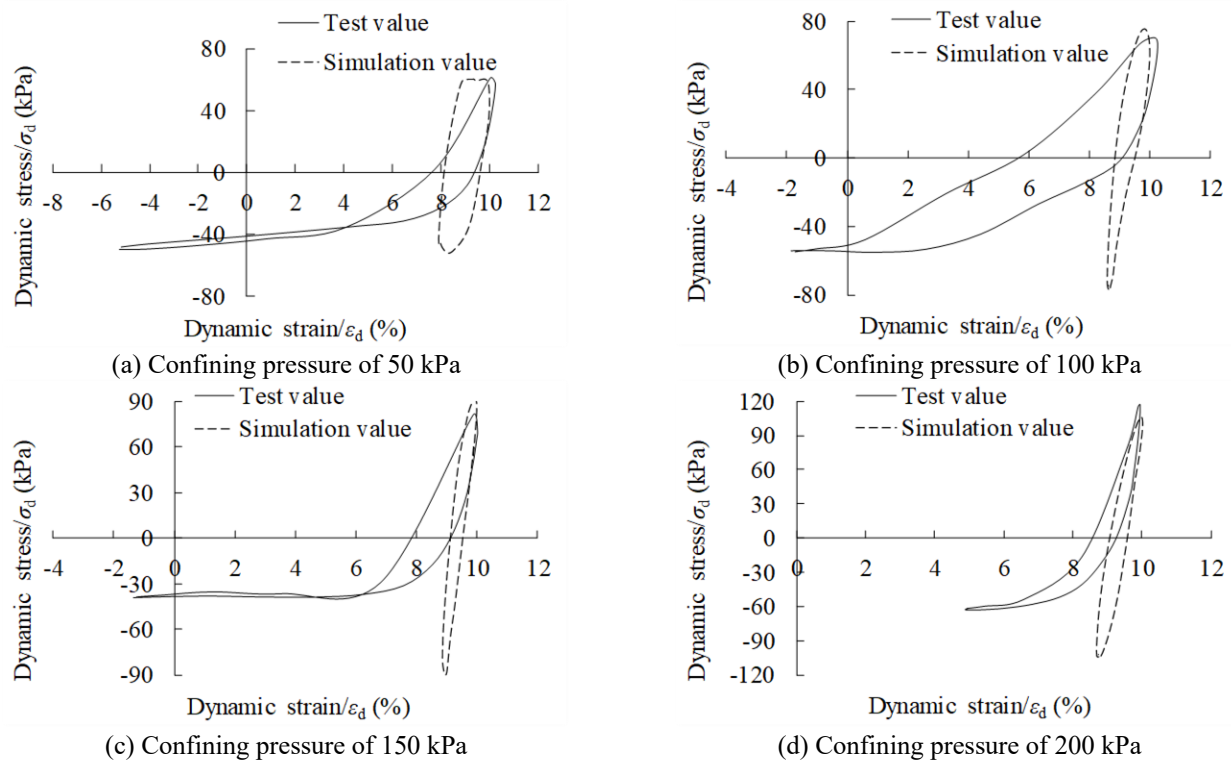 Test value
Simulation value
80
40
0
-40
-80
-8 -6 -4 -2 0 2 4 6 8 10 12
Dynamic stress/σd (kPa)
Dynamic strain/εd (%)
(a) Confining pressure of 50 kPa
Test value
Simulation value
80
40
0
-40
-80
-4 -2 0 2 4 6 8 10 12
Dynamic stress/σd (kPa)
Dynamic strain/εd (%)
(b) Confining pressure of 100 kPa
Test value
Simulation value
90
60
30
0
-30
-60
-90
-4 -2 0 2 4 6 8 10 12
Dynamic stress/σd (kPa)
Dynamic strain/εd (%)
(c) Confining pressure of 150 kPa
Test value
Simulation value
120
90
60
30
0
-30
-60
-90
-120
0 2 4 6 8 10 12
Dynamic stress/σd (kPa)
Dynamic strain/εd (%)
(d) Confining pressure of 200 kPa